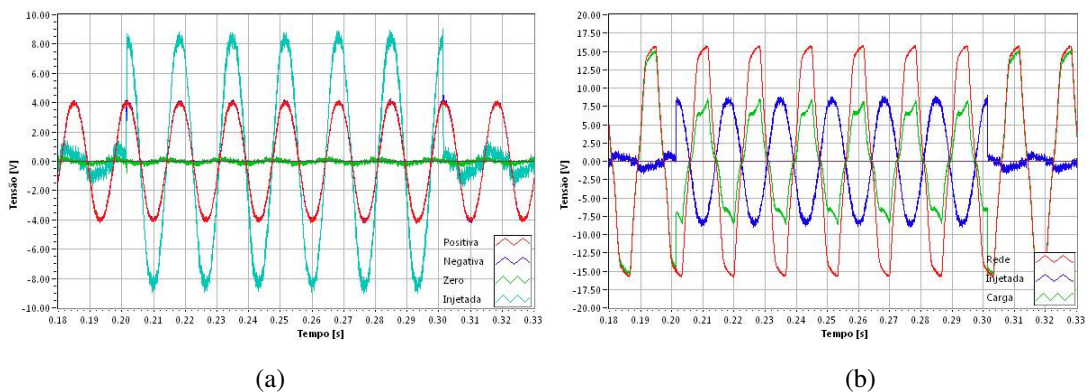 Tensão [V]
10.00
8.00
6.00
4.00
2.00
0.00
-2.00
-4.00
-6.00
-8.00
-10.00
Positiva
Negativa
Zero
Injetada
0.18 0.19 0.20 0.21 0.22 0.23 0.24 0.25 0.26 0.27 0.28 0.29 0.30 0.31 0.32 0.33
Tempo [s]
(a)
Tensão [V]
20.00
17.50
15.00
12.50
10.00
7.50
5.00
2.50
0.00
-2.50
-5.00
-7.50
-10.00
-12.50
-15.00
-17.50
-20.00
Rede
Injetada
Carga
0.18 0.19 0.20 0.21 0.22 0.23 0.24 0.25 0.26 0.27 0.28 0.29 0.30 0.31 0.32 0.33
Tempo [s]
(b)